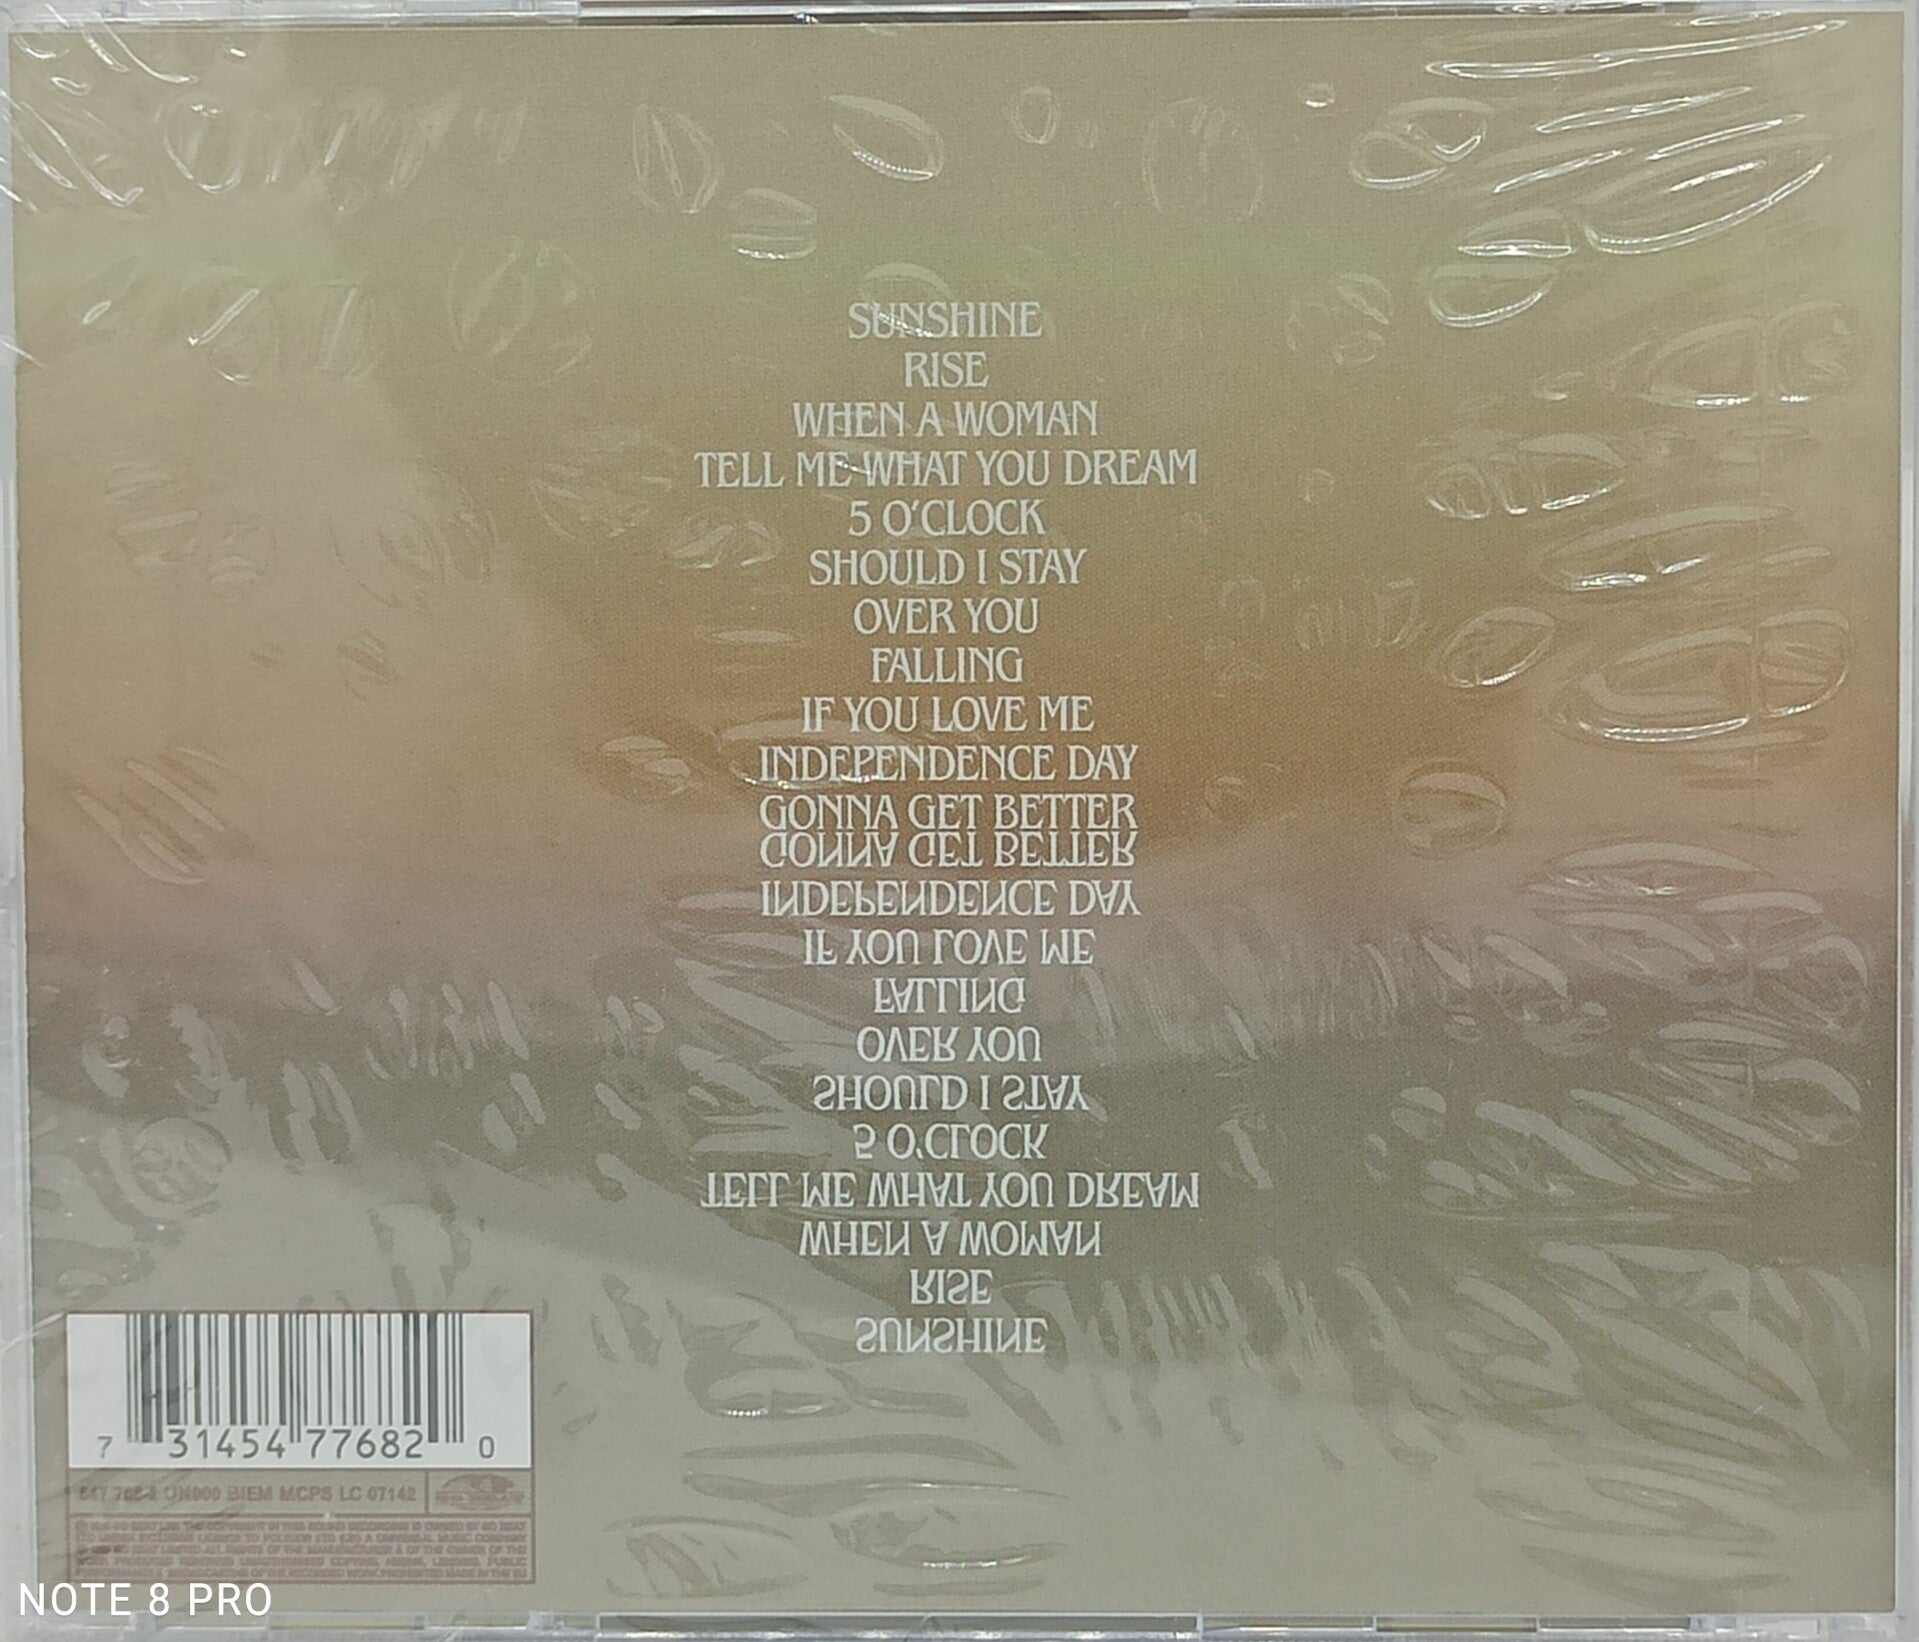 SUNSHINE
RISE
WHEN A WOMAN
TELL ME WHAT YOU DREAM
5 O'CLOCK
SHOULD I STAY
OVER YOU
FALLING
IF YOU LOVE ME
INDEPENDENCE DAY
GONNA GET BETTER
GONNA GET BETTER
INDEPENDENCE DAY
IF YOU LOVE ME
FALLING
OVER YOU
SHOULD I STAY
5 O'CLOCK
TELL ME WHAT YOU DREAM
WHEN A WOMAN
RISE
SUNSHINE
7 31454 77682 0
BIEM MCPS LC 07142
NOTE 8 PRO